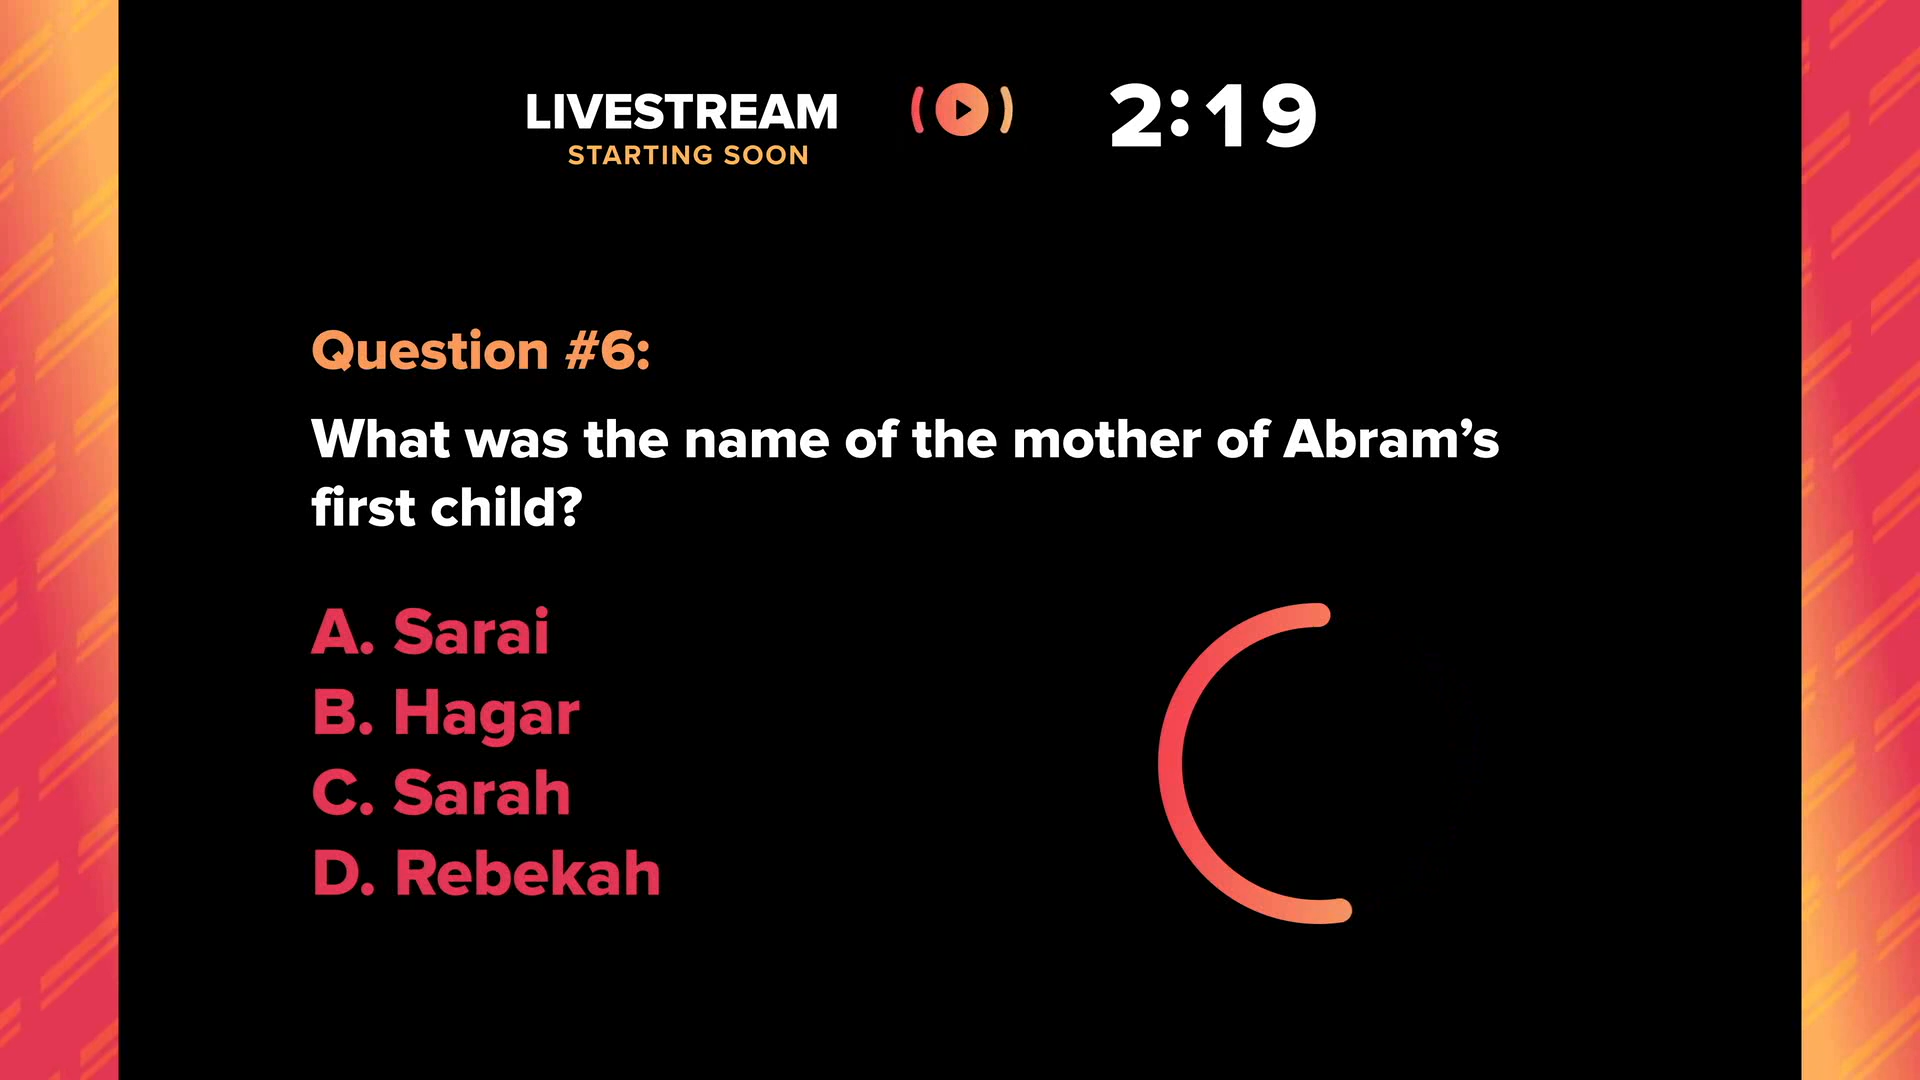 LIVESTREAM
STARTING SOON
2:19
Question #6:
What was the name of the mother of Abram’s
first child?
A. Sarai
B. Hagar
C. Sarah
D. Rebekah